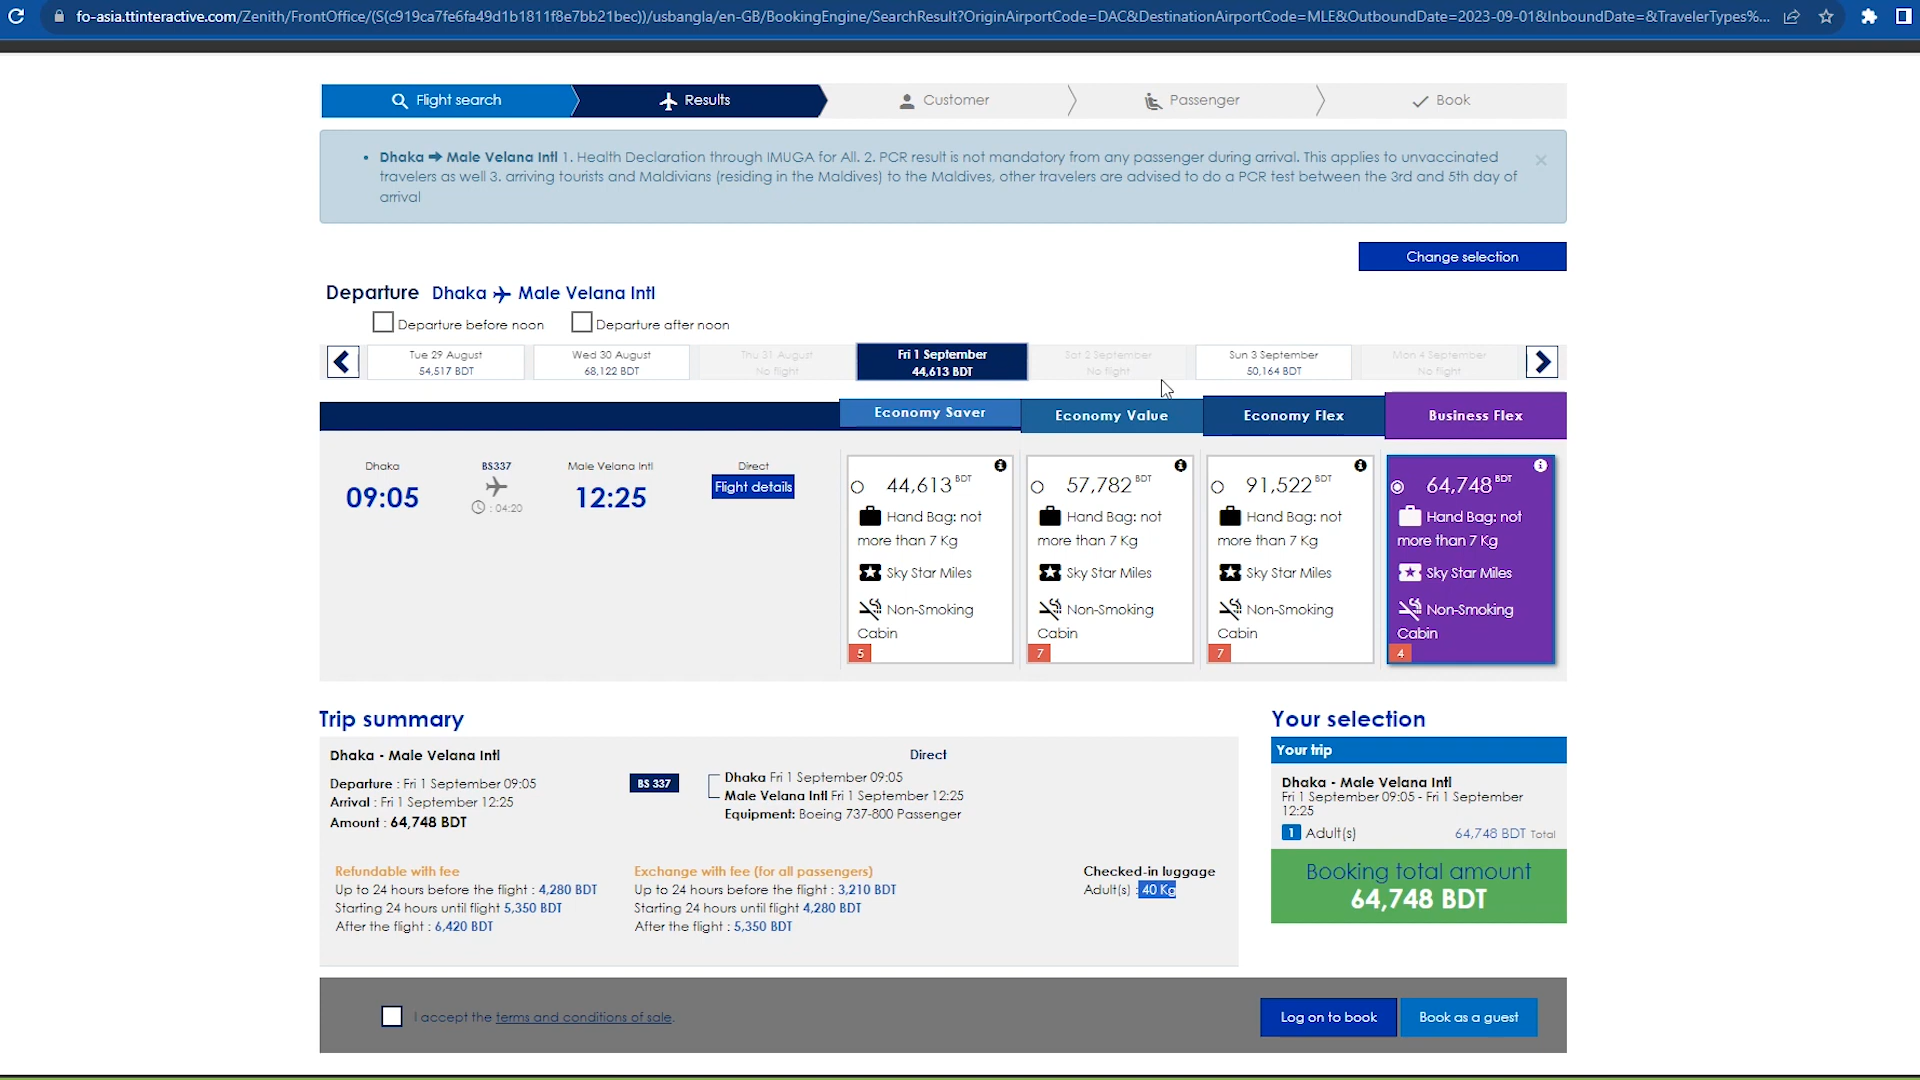 fo-asia.ttinteractive.com/Zenith/FrontOffice/(S(c919ca7fe6fa49d1b1811f8e7bb21bec))/usbangla/en-GB/BookingEngine/SearchResult?OriginAirportCode=DAC&DestinationAirportCode=MLE&OutboundDate=2023-09-01&InboundDate=&TravelerTypes%...
Flight search
Results
Customer
Passenger
Book
• Dhaka ➜ Male Velana Intl 1. Health Declaration through IMUGA for All. 2. PCR result is not mandatory from any passenger during arrival. This applies to unvaccinated
travelers as well 3. arriving tourists and Maldivians (residing in the Maldives) to the Maldives, other travelers are advised to do a PCR test between the 3rd and 5th day of
arrival
×
Change selection
Departure Dhaka ✈ Male Velana Intl
Departure before noon
Departure after noon
Tue 29 August
54,517 BDT
Wed 30 August
68,122 BDT
Thu 31 August
No flight
Fri 1 September
44,613 BDT
Sat 2 September
No flight
Sun 3 September
50,164 BDT
Mon 4 September
No flight
Economy Saver
Economy Value
Economy Flex
Business Flex
Dhaka
09:05
BS337
: 04:20
Male Velana Intl
12:25
Direct
Flight details
44,613 BDT
Hand Bag: not
more than 7 Kg
Sky Star Miles
Non-Smoking
Cabin
5
57,782 BDT
Hand Bag: not
more than 7 Kg
Sky Star Miles
Non-Smoking
Cabin
7
91,522 BDT
Hand Bag: not
more than 7 Kg
Sky Star Miles
Non-Smoking
Cabin
7
64,748 BDT
Hand Bag: not
more than 7 Kg
Sky Star Miles
Non-Smoking
Cabin
4
Trip summary
Dhaka - Male Velana Intl
Departure : Fri 1 September 09:05
Arrival : Fri 1 September 12:25
Amount : 64,748 BDT
BS 337
Direct
Dhaka Fri 1 September 09:05
Male Velana Intl Fri 1 September 12:25
Equipment: Boeing 737-800 Passenger
Refundable with fee
Up to 24 hours before the flight : 4,280 BDT
Starting 24 hours until flight 5,350 BDT
After the flight : 6,420 BDT
Exchange with fee (for all passengers)
Up to 24 hours before the flight : 3,210 BDT
Starting 24 hours until flight 4,280 BDT
After the flight : 5,350 BDT
Checked-in luggage
Adult(s) : 40 Kg
Your selection
Your trip
Dhaka - Male Velana Intl
Fri 1 September 09:05 - Fri 1 September
12:25
1 Adult(s) 64,748 BDT Total
Booking total amount
64,748 BDT
I accept the terms and conditions of sale.
Log on to book
Book as a guest